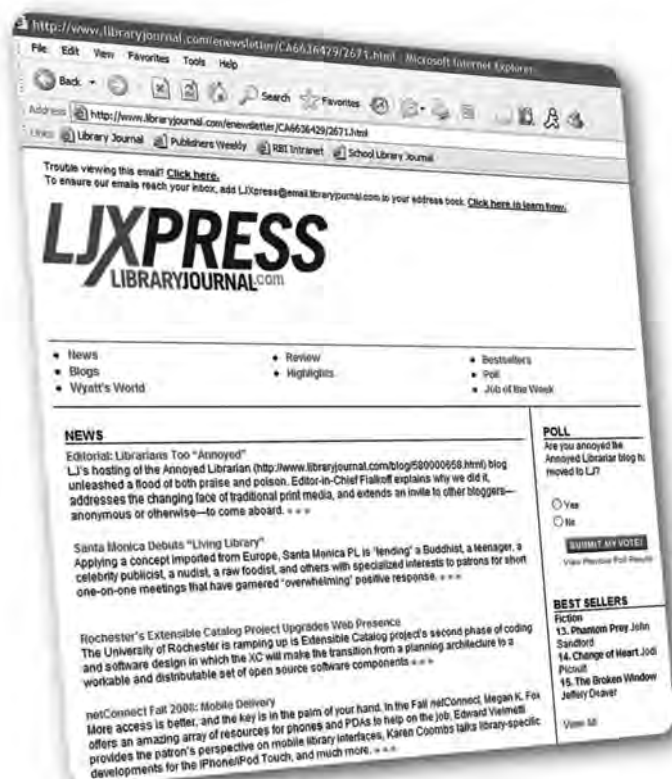 http://www.libraryjournal.com/enewsletter/CA6636429/2671.html - Microsoft Internet Explorer
File Edit View Favorites Tools Help
Back Search Favorites
Address http://www.libraryjournal.com/enewsletter/CA6636429/2671.html
Links Library Journal Publishers Weekly RBI Intranet School Library Journal
Trouble viewing this email? Click here.
To ensure our emails reach your inbox, add LJXpress@email.libraryjournal.com to your address book. Click here to learn how.
LJXPRESS
LIBRARYJOURNAL.com
• News
• Blogs
• Wyatt's World
• Review
• Highlights
• Bestsellers
• Poll
• Job of the Week
NEWS
Editorial: Librarians Too "Annoyed"
LJ's hosting of the Annoyed Librarian (http://www.libraryjournal.com/blog/580000658.html) blog
unleashed a flood of both praise and poison. Editor-in-Chief Fialkoff explains why we did it,
addresses the changing face of traditional print media, and extends an invite to other bloggers—
anonymous or otherwise—to come aboard. » » »
Santa Monica Debuts "Living Library"
Applying a concept imported from Europe, Santa Monica PL is 'lending' a Buddhist, a teenager, a
celebrity publicist, a nudist, a raw foodist, and others with specialized interests to patrons for short
one-on-one meetings that have garnered 'overwhelming' positive response. » » »
Rochester's Extensible Catalog Project Upgrades Web Presence
The University of Rochester is ramping up is Extensible Catalog project's second phase of coding
and software design in which the XC will make the transition from a planning architecture to a
workable and distributable set of open source software components » » »
netConnect Fall 2008: Mobile Delivery
More access is better, and the key is in the palm of your hand. In the Fall netConnect, Megan K. Fox
offers an amazing array of resources for phones and PDAs to help on the job, Edward Vielmetti
provides the patron's perspective on mobile library interfaces, Karen Coombs talks library-specific
developments for the iPhone/iPod Touch, and much more. » » »
POLL
Are you annoyed the
Annoyed Librarian blog h
moved to LJ?
Yes
No
SUBMIT MY VOTE!
View Previous Poll Results
BEST SELLERS
Fiction
13. Phantom Prey John
Sandford
14. Change of Heart Jodi
Picoult
15. The Broken Window
Jeffery Deaver
View All